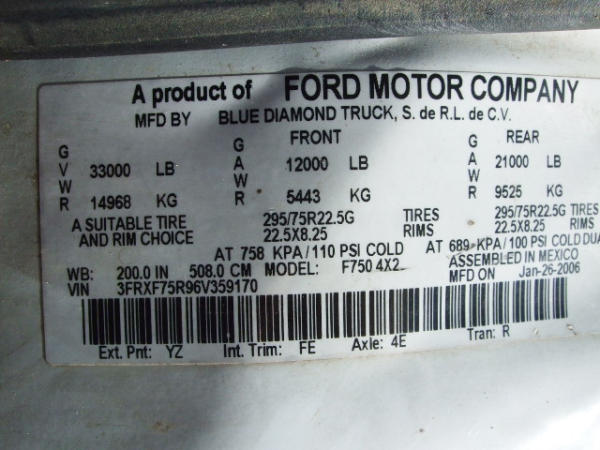 A product of FORD MOTOR COMPANY
MFD BY BLUE DIAMOND TRUCK, S. de R.L. de C.V.
GVWR 33000 LB FRONT GAWR 12000 LB REAR GAWR 21000 LB
14968 KG 5443 KG 9525 KG
A SUITABLE TIRE 295/75R22.5G TIRES 295/75R22.5G
AND RIM CHOICE 22.5X8.25 RIMS 22.5X8.25
AT 758 KPA/110 PSI COLD AT 689 KPA/100 PSI COLD DUA
WB: 200.0 IN 508.0 CM MODEL: F750 4X2 ASSEMBLED IN MEXICO
VIN 3FRXF75R96V359170 MFD ON Jan-26-2006
Ext. Pnt: YZ Int. Trim: FE Axle: 4E Tran: R